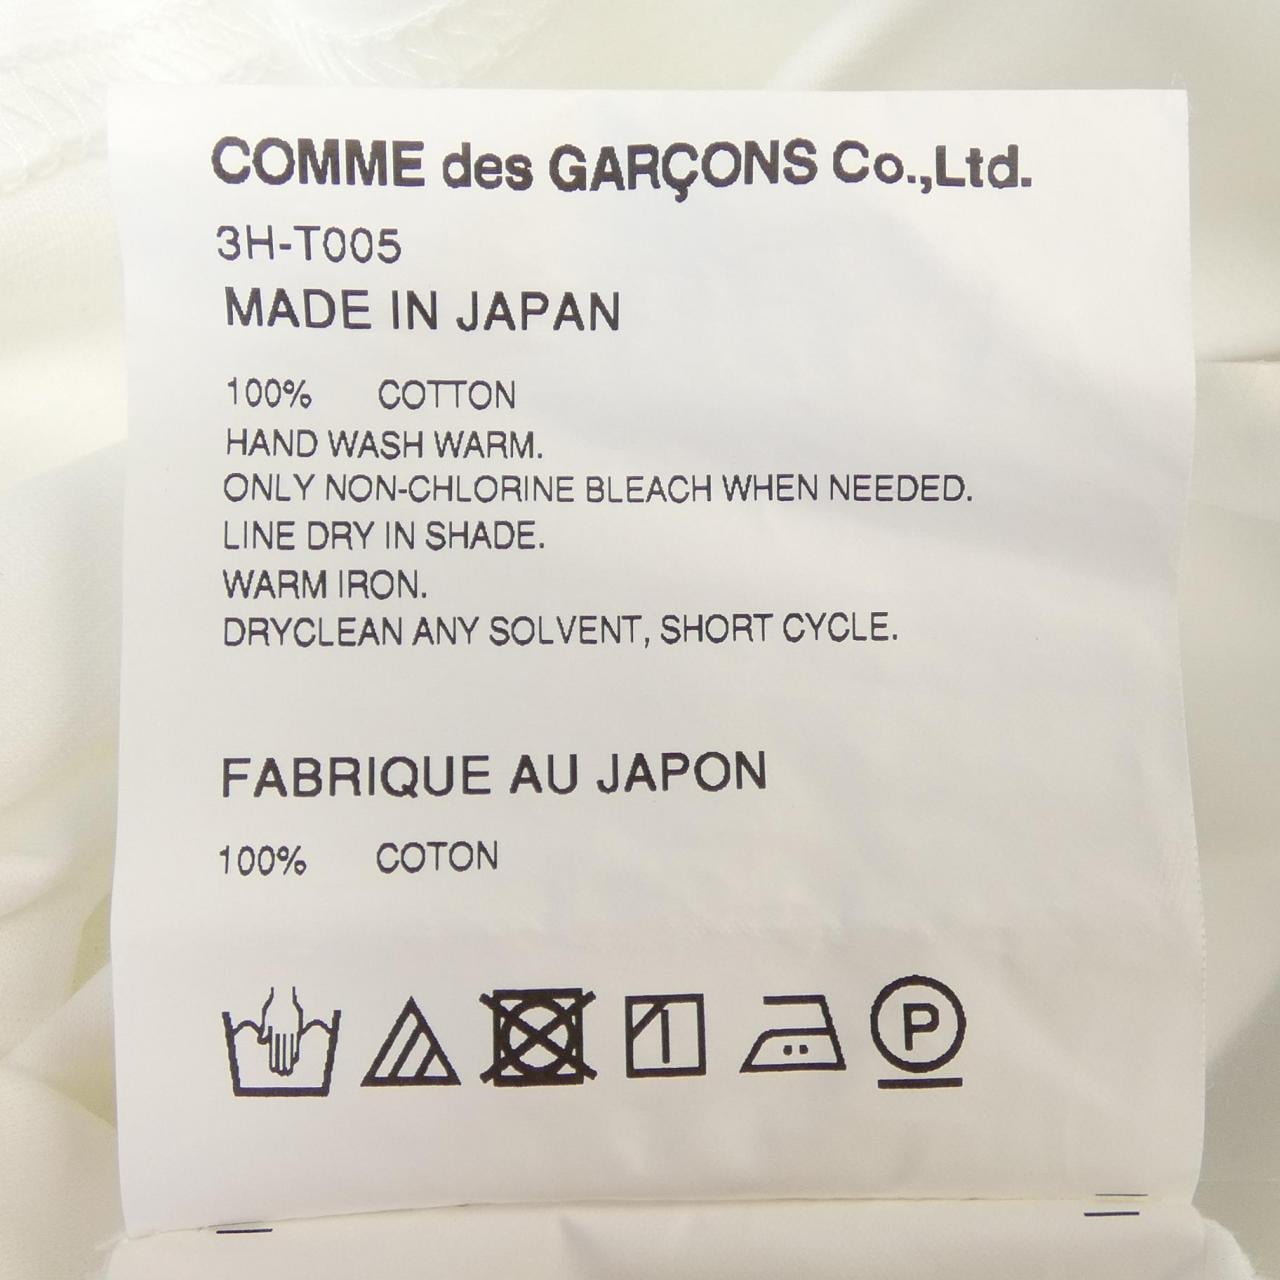 COMME des GARÇONS Co.,Ltd.
3H-T005
MADE IN JAPAN
100% COTTON
HAND WASH WARM.
ONLY NON-CHLORINE BLEACH WHEN NEEDED.
LINE DRY IN SHADE.
WARM IRON.
DRYCLEAN ANY SOLVENT, SHORT CYCLE.
FABRIQUE AU JAPON
100% COTON
P